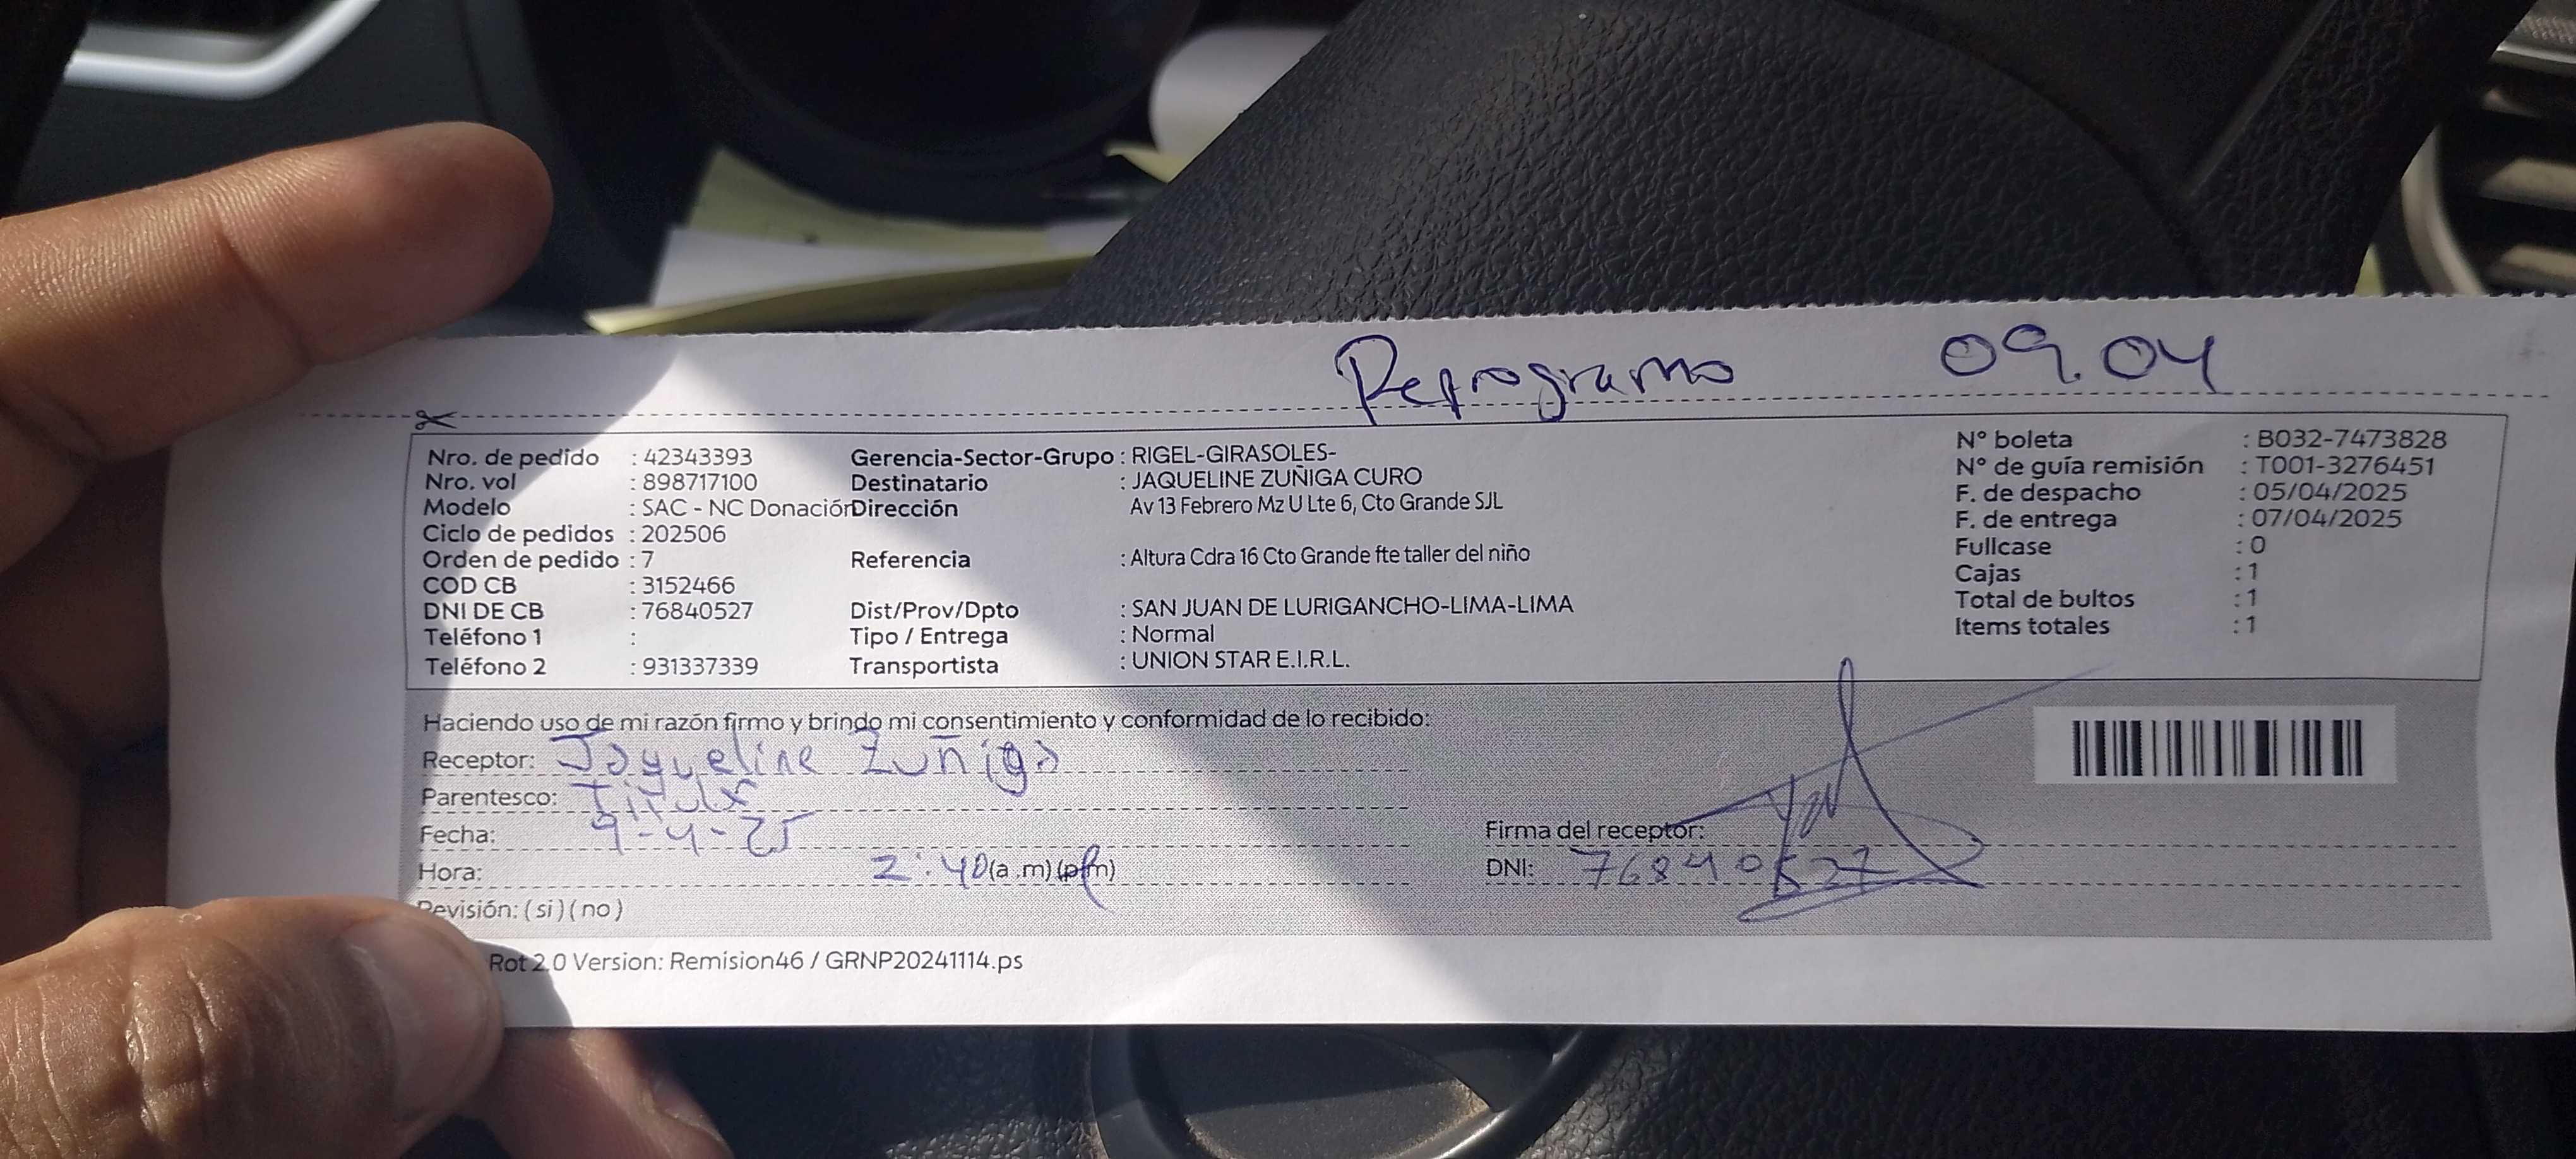 Reprogramo 09.04
Nro. de pedido : 42343393
Nro. vol : 898717100
Modelo : SAC - NC Donación
Ciclo de pedidos : 202506
Orden de pedido : 7
COD CB : 3152466
DNI DE CB : 76840527
Teléfono 1 :
Teléfono 2 : 931337339
Gerencia-Sector-Grupo : RIGEL-GIRASOLES-
Destinatario : JAQUELINE ZUÑIGA CURO
Dirección Av 13 Febrero Mz U Lte 6, Cto Grande SJL
Referencia : Altura Cdra 16 Cto Grande fte taller del niño
Dist/Prov/Dpto : SAN JUAN DE LURIGANCHO-LIMA-LIMA
Tipo / Entrega : Normal
Transportista : UNION STAR E.I.R.L.
N° boleta : B032-7473828
N° de guía remisión : T001-3276451
F. de despacho : 05/04/2025
F. de entrega : 07/04/2025
Fullcase : 0
Cajas : 1
Total de bultos : 1
Items totales : 1
Haciendo uso de mi razón firmo y brindo mi consentimiento y conformidad de lo recibido:
Receptor: Jaqueline Zuñiga
Parentesco: Titular
Fecha: 9-4-25
Hora: 2:40 (a.m) (pm)
Revisión: ( si ) ( no )
Firma del receptor:
DNI: 76840527
Rot 2.0 Version: Remision46 / GRNP20241114.ps